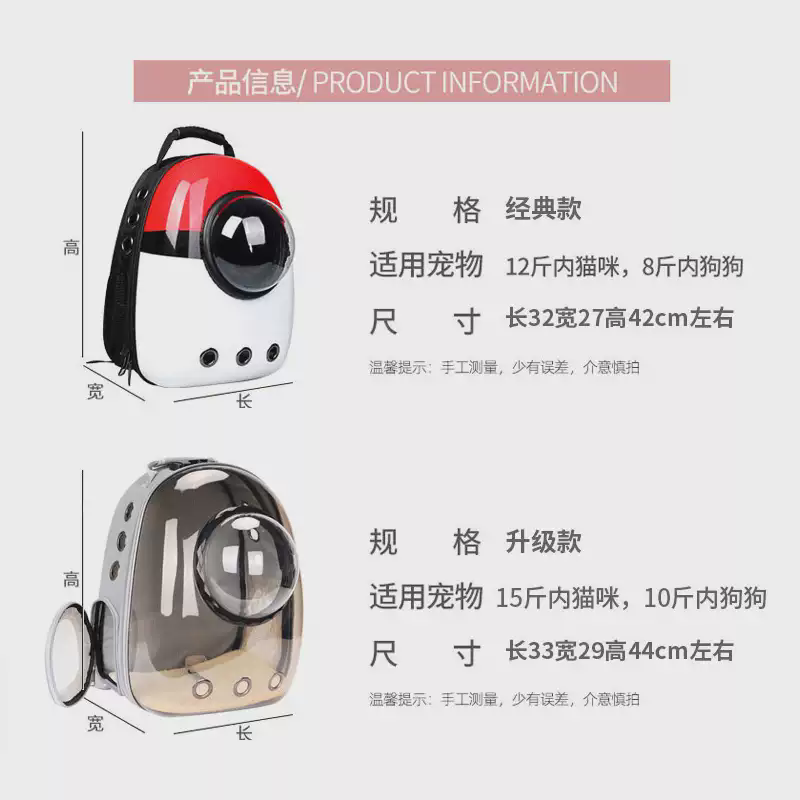 产品信息/ PRODUCT INFORMATION
高
宽
长
规 格 经典款
适用宠物 12斤内猫咪，8斤内狗狗
尺 寸 长32宽27高42cm左右
温馨提示：手工测量，少有误差，介意慎拍
高
宽
长
规 格 升级款
适用宠物 15斤内猫咪，10斤内狗狗
尺 寸 长33宽29高44cm左右
温馨提示：手工测量，少有误差，介意慎拍